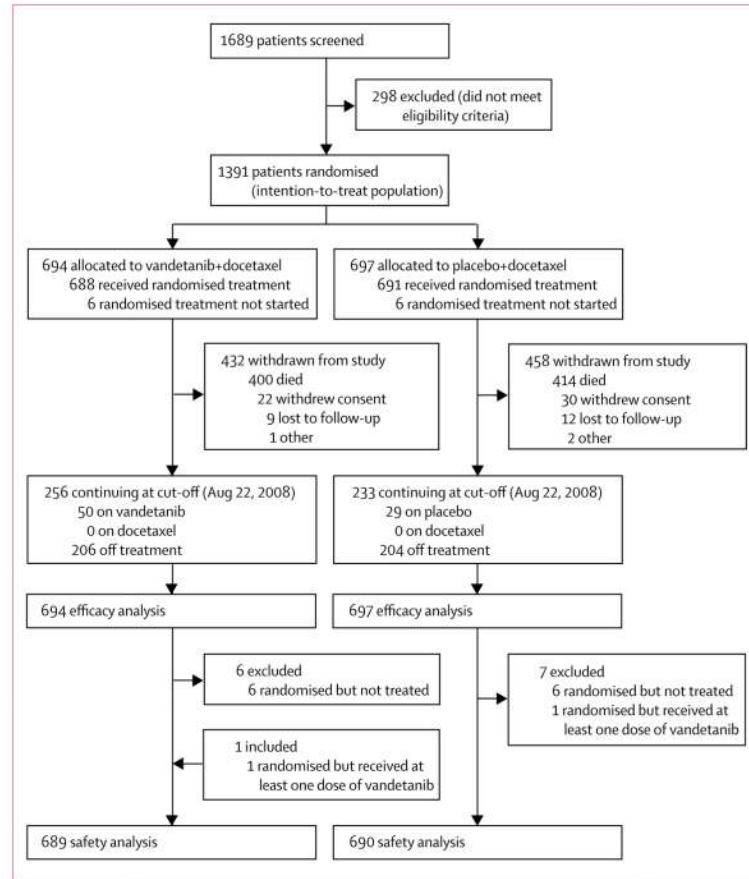 1689 patients screened
298 excluded (did not meet
eligibility criteria)
1391 patients randomised
(intention-to-treat population)
694 allocated to vandetanib+docetaxel
688 received randomised treatment
6 randomised treatment not started
697 allocated to placebo+docetaxel
691 received randomised treatment
6 randomised treatment not started
432 withdrawn from study
400 died
22 withdrew consent
9 lost to follow-up
1 other
458 withdrawn from study
414 died
30 withdrew consent
12 lost to follow-up
2 other
256 continuing at cut-off (Aug 22, 2008)
50 on vandetanib
0 on docetaxel
206 off treatment
233 continuing at cut-off (Aug 22, 2008)
29 on placebo
0 on docetaxel
204 off treatment
694 efficacy analysis
697 efficacy analysis
6 excluded
6 randomised but not treated
7 excluded
6 randomised but not treated
1 randomised but received at
least one dose of vandetanib
1 included
1 randomised but received at
least one dose of vandetanib
689 safety analysis
690 safety analysis